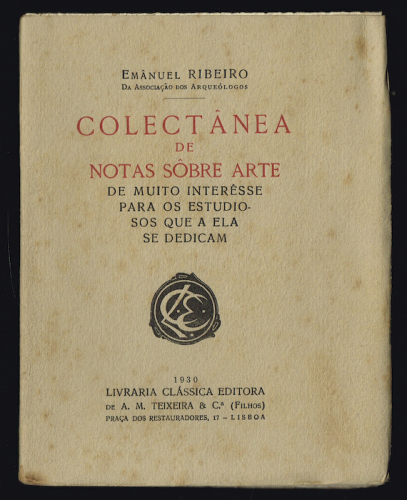 EMÂNUEL RIBEIRO
DA ASSOCIAÇÃO DOS ARQUEÓLOGOS
COLECTÂNEA
DE
NOTAS SÔBRE ARTE
DE MUITO INTERÊSSE
PARA OS ESTUDIO-
SOS QUE A ELA
SE DEDICAM
1930
LIVRARIA CLÁSSICA EDITORA
DE A. M. TEIXEIRA & C.ª (FILHOS)
PRAÇA DOS RESTAURADORES, 17 – LISBOA